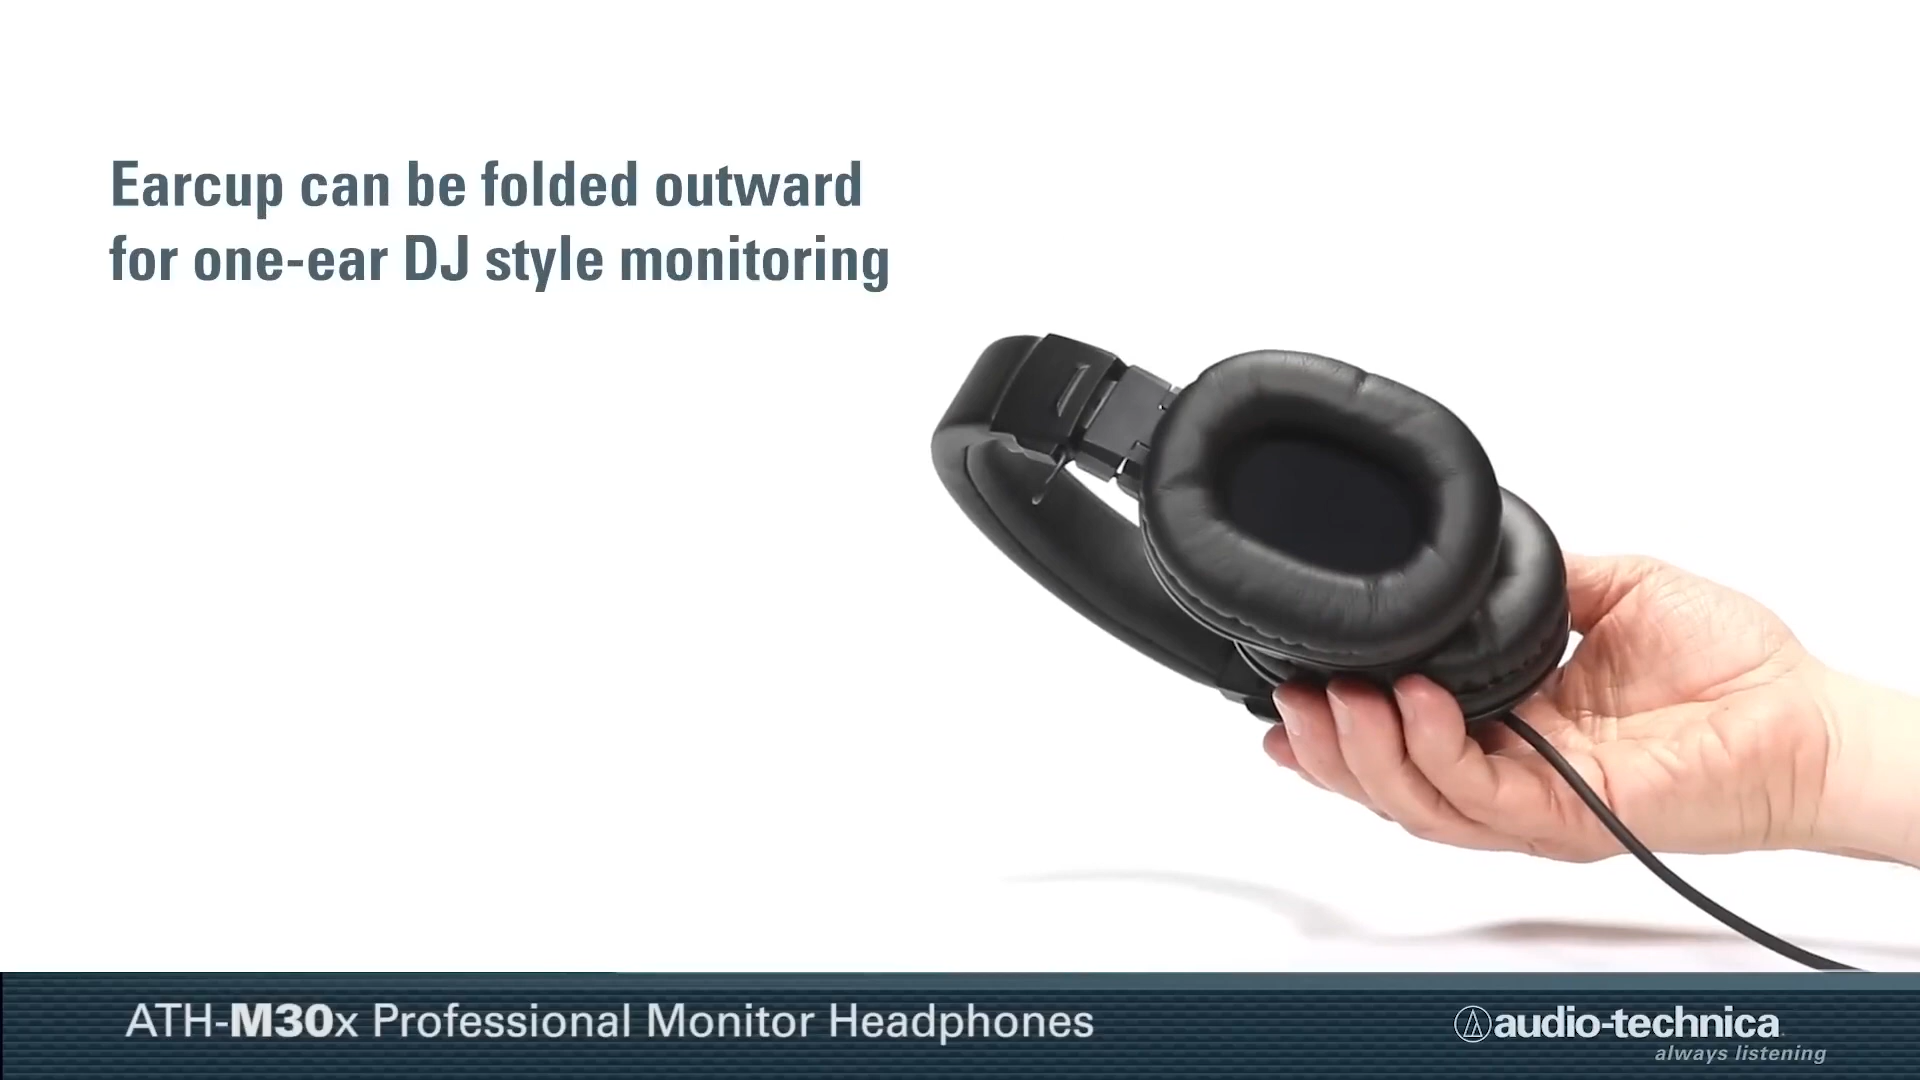 Earcup can be folded outward
for one-ear DJ style monitoring
ATH-M30x Professional Monitor Headphones
audio-technica
always listening